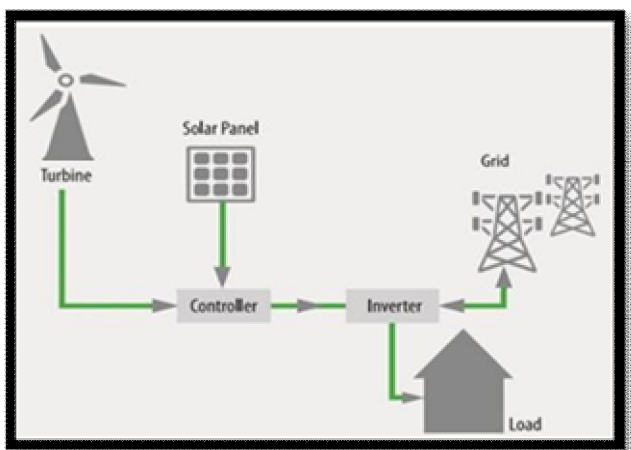 Solar Panel
Turbine
Grid
Controller
Inverter
Load